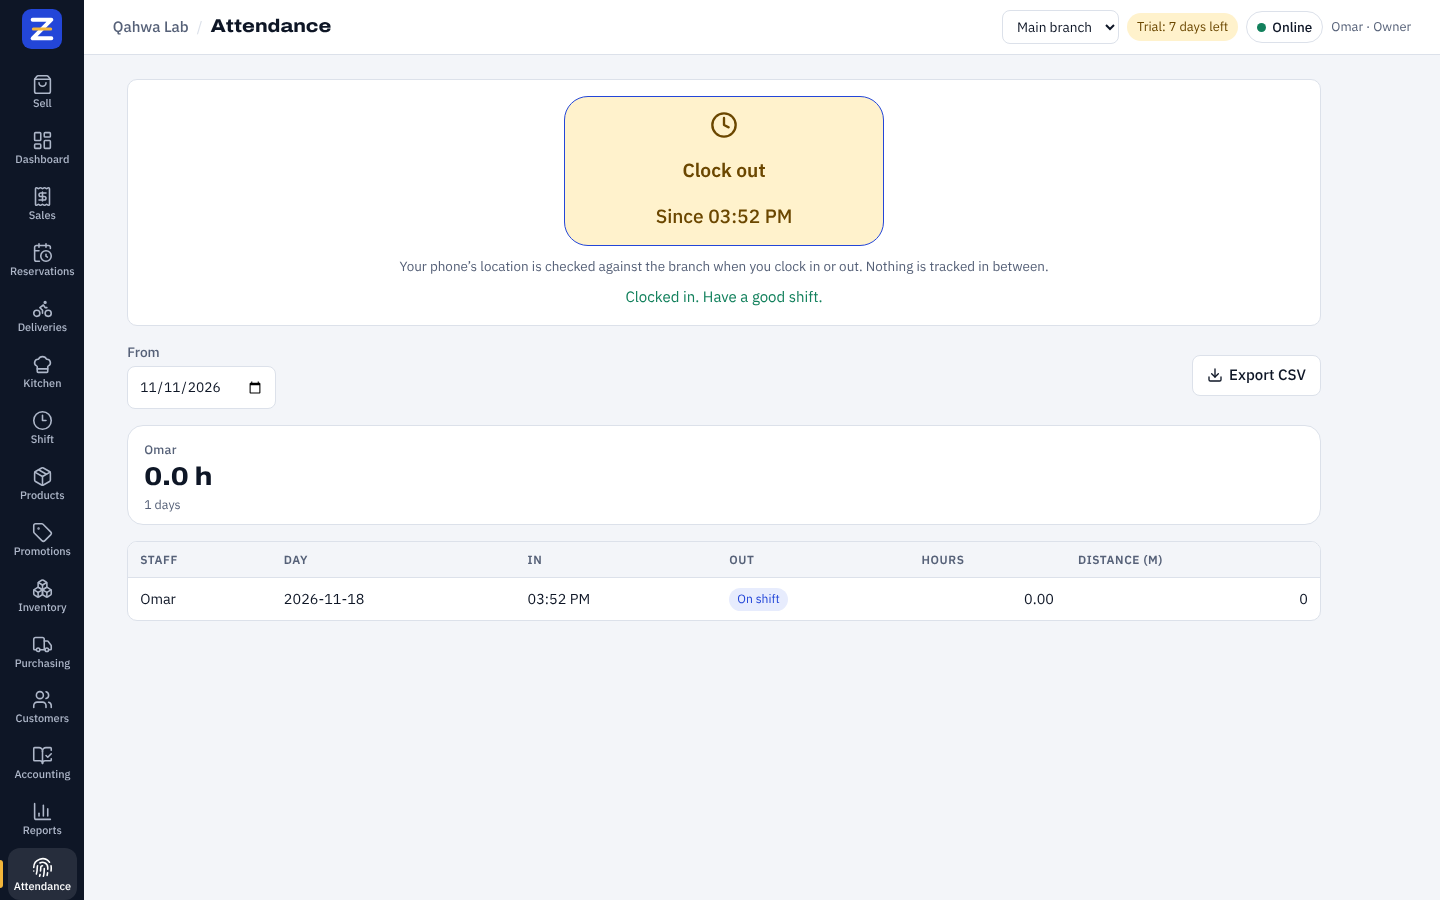 Qahwa Lab / Attendance
Main branch
Trial: 7 days left
Online
Omar · Owner
Sell
Dashboard
Sales
Reservations
Deliveries
Kitchen
Shift
Products
Promotions
Inventory
Purchasing
Customers
Accounting
Reports
Attendance
Clock out
Since 03:52 PM
Your phone’s location is checked against the branch when you clock in or out. Nothing is tracked in between.
Clocked in. Have a good shift.
From
11/11/2026
Export CSV
Omar
0.0 h
1 days
STAFF DAY IN OUT HOURS DISTANCE (M)
Omar 2026-11-18 03:52 PM On shift 0.00 0